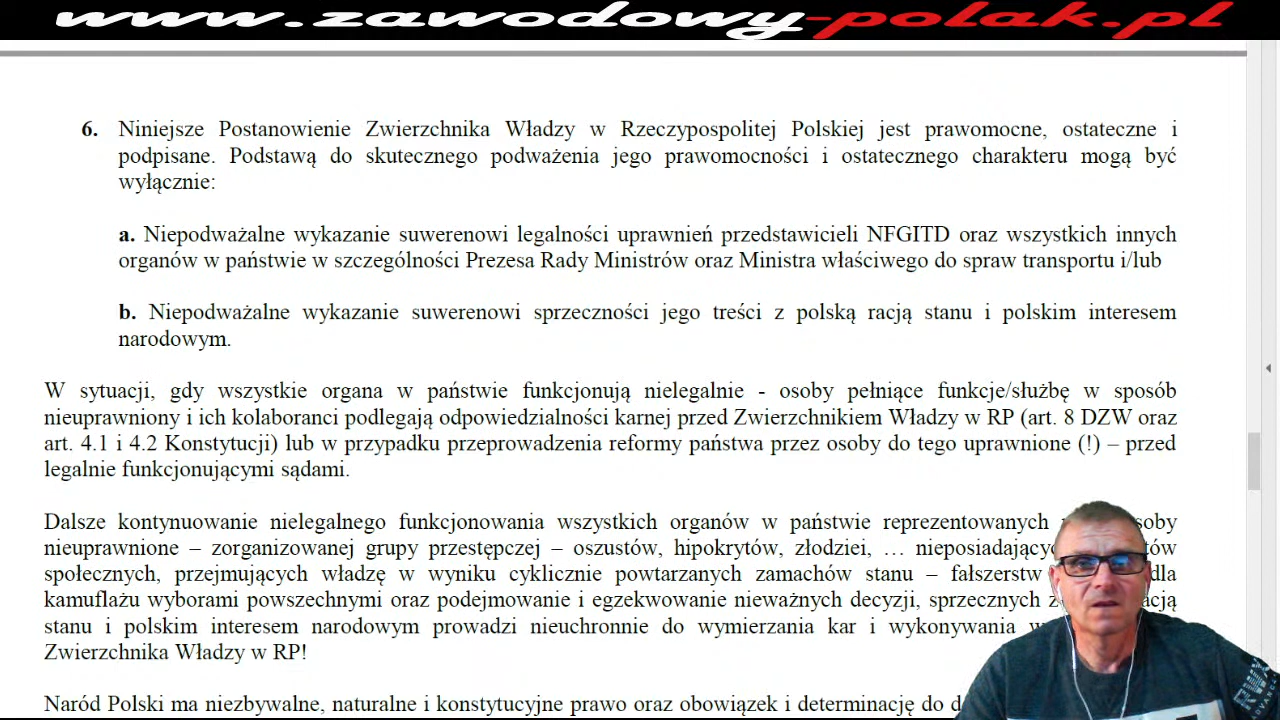 www.zawodowy-polak.pl
6. Niniejsze Postanowienie Zwierzchnika Władzy w Rzeczypospolitej Polskiej jest prawomocne, ostateczne i
podpisane. Podstawą do skutecznego podważenia jego prawomocności i ostatecznego charakteru mogą być
wyłącznie:
a. Niepodważalne wykazanie suwerenowi legalności uprawnień przedstawicieli NFGITD oraz wszystkich innych
organów w państwie w szczególności Prezesa Rady Ministrów oraz Ministra właściwego do spraw transportu i/lub
b. Niepodważalne wykazanie suwerenowi sprzeczności jego treści z polską racją stanu i polskim interesem
narodowym.
W sytuacji, gdy wszystkie organa w państwie funkcjonują nielegalnie - osoby pełniące funkcje/służbę w sposób
nieuprawniony i ich kolaboranci podlegają odpowiedzialności karnej przed Zwierzchnikiem Władzy w RP (art. 8 DZW oraz
art. 4.1 i 4.2 Konstytucji) lub w przypadku przeprowadzenia reformy państwa przez osoby do tego uprawnione (!) – przed
legalnie funkcjonującymi sądami.
Dalsze kontynuowanie nielegalnego funkcjonowania wszystkich organów w państwie reprezentowanych
nieuprawnione – zorganizowanej grupy przestępczej – oszustów, hipokrytów, złodziei, …
społecznych, przejmujących władzę w wyniku cyklicznie powtarzanych zamachów stanu – fałszerstw dla
kamuflażu wyborami powszechnymi oraz podejmowanie i egzekwowanie nieważnych decyzji, sprzecznych
stanu i polskim interesem narodowym prowadzi nieuchronnie do wymierzania kar i wykonywania
Zwierzchnika Władzy w RP!
Naród Polski ma niezbywalne, naturalne i konstytucyjne prawo oraz obowiązek i determinację do